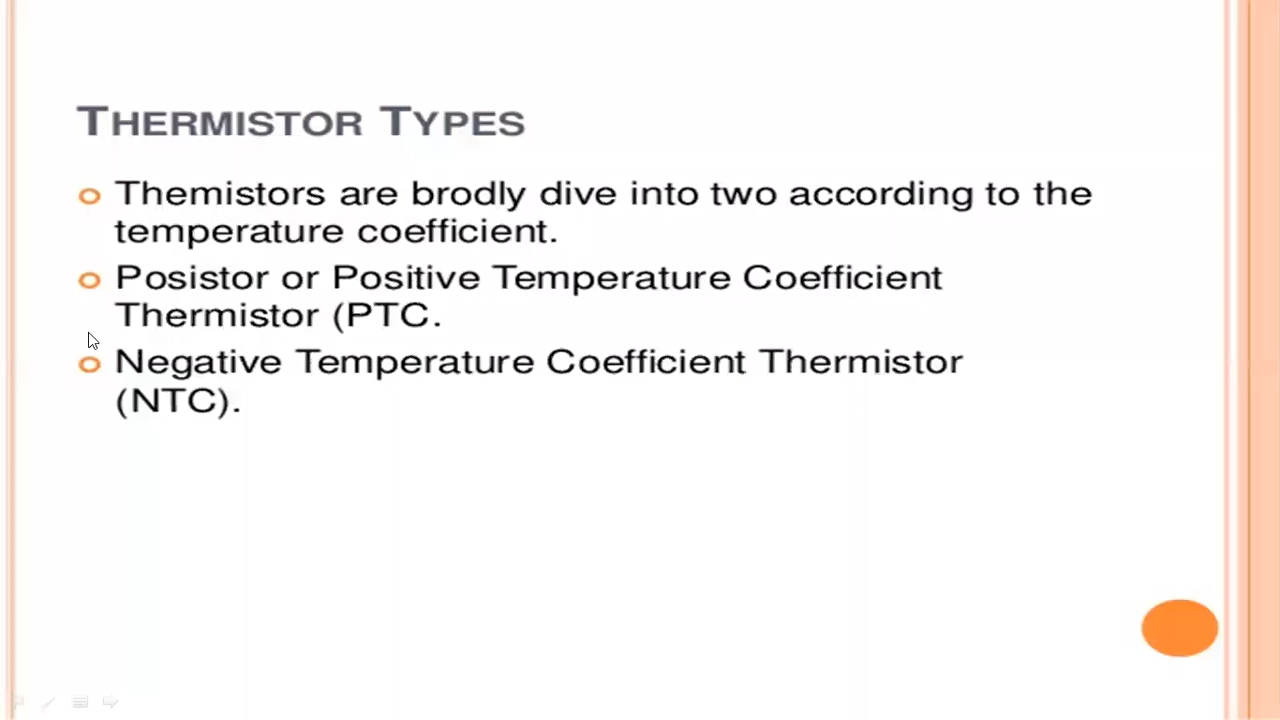 THERMISTOR TYPES
Themistors are brodly dive into two according to the
temperature coefficient.
Posistor or Positive Temperature Coefficient
Thermistor (PTC.
Negative Temperature Coefficient Thermistor
(NTC).